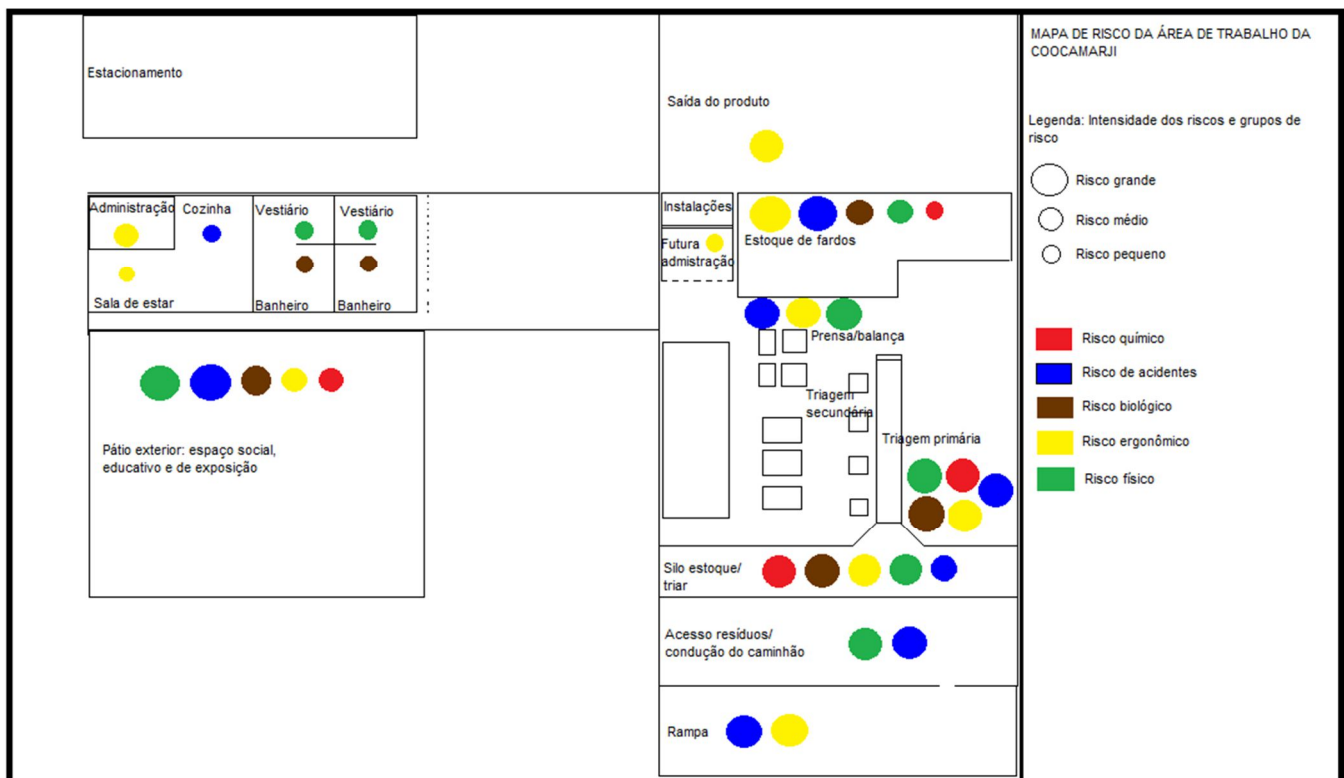 MAPA DE RISCO DA ÁREA DE TRABALHO DA
COOCAMARJI
Legenda: Intensidade dos riscos e grupos de
risco
Risco grande
Risco médio
Risco pequeno
Risco químico
Risco de acidentes
Risco biológico
Risco ergonômico
Risco físico
Estacionamento
Saída do produto
Administração
Cozinha
Vestiário
Vestiário
Sala de estar
Banheiro
Banheiro
Instalações
Futura
admistração
Estoque de fardos
Prensa/balança
Triagem
secundária
Triagem primária
Pátio exterior: espaço social,
educativo e de exposição
Silo estoque/
triar
Acesso resíduos/
condução do caminhão
Rampa